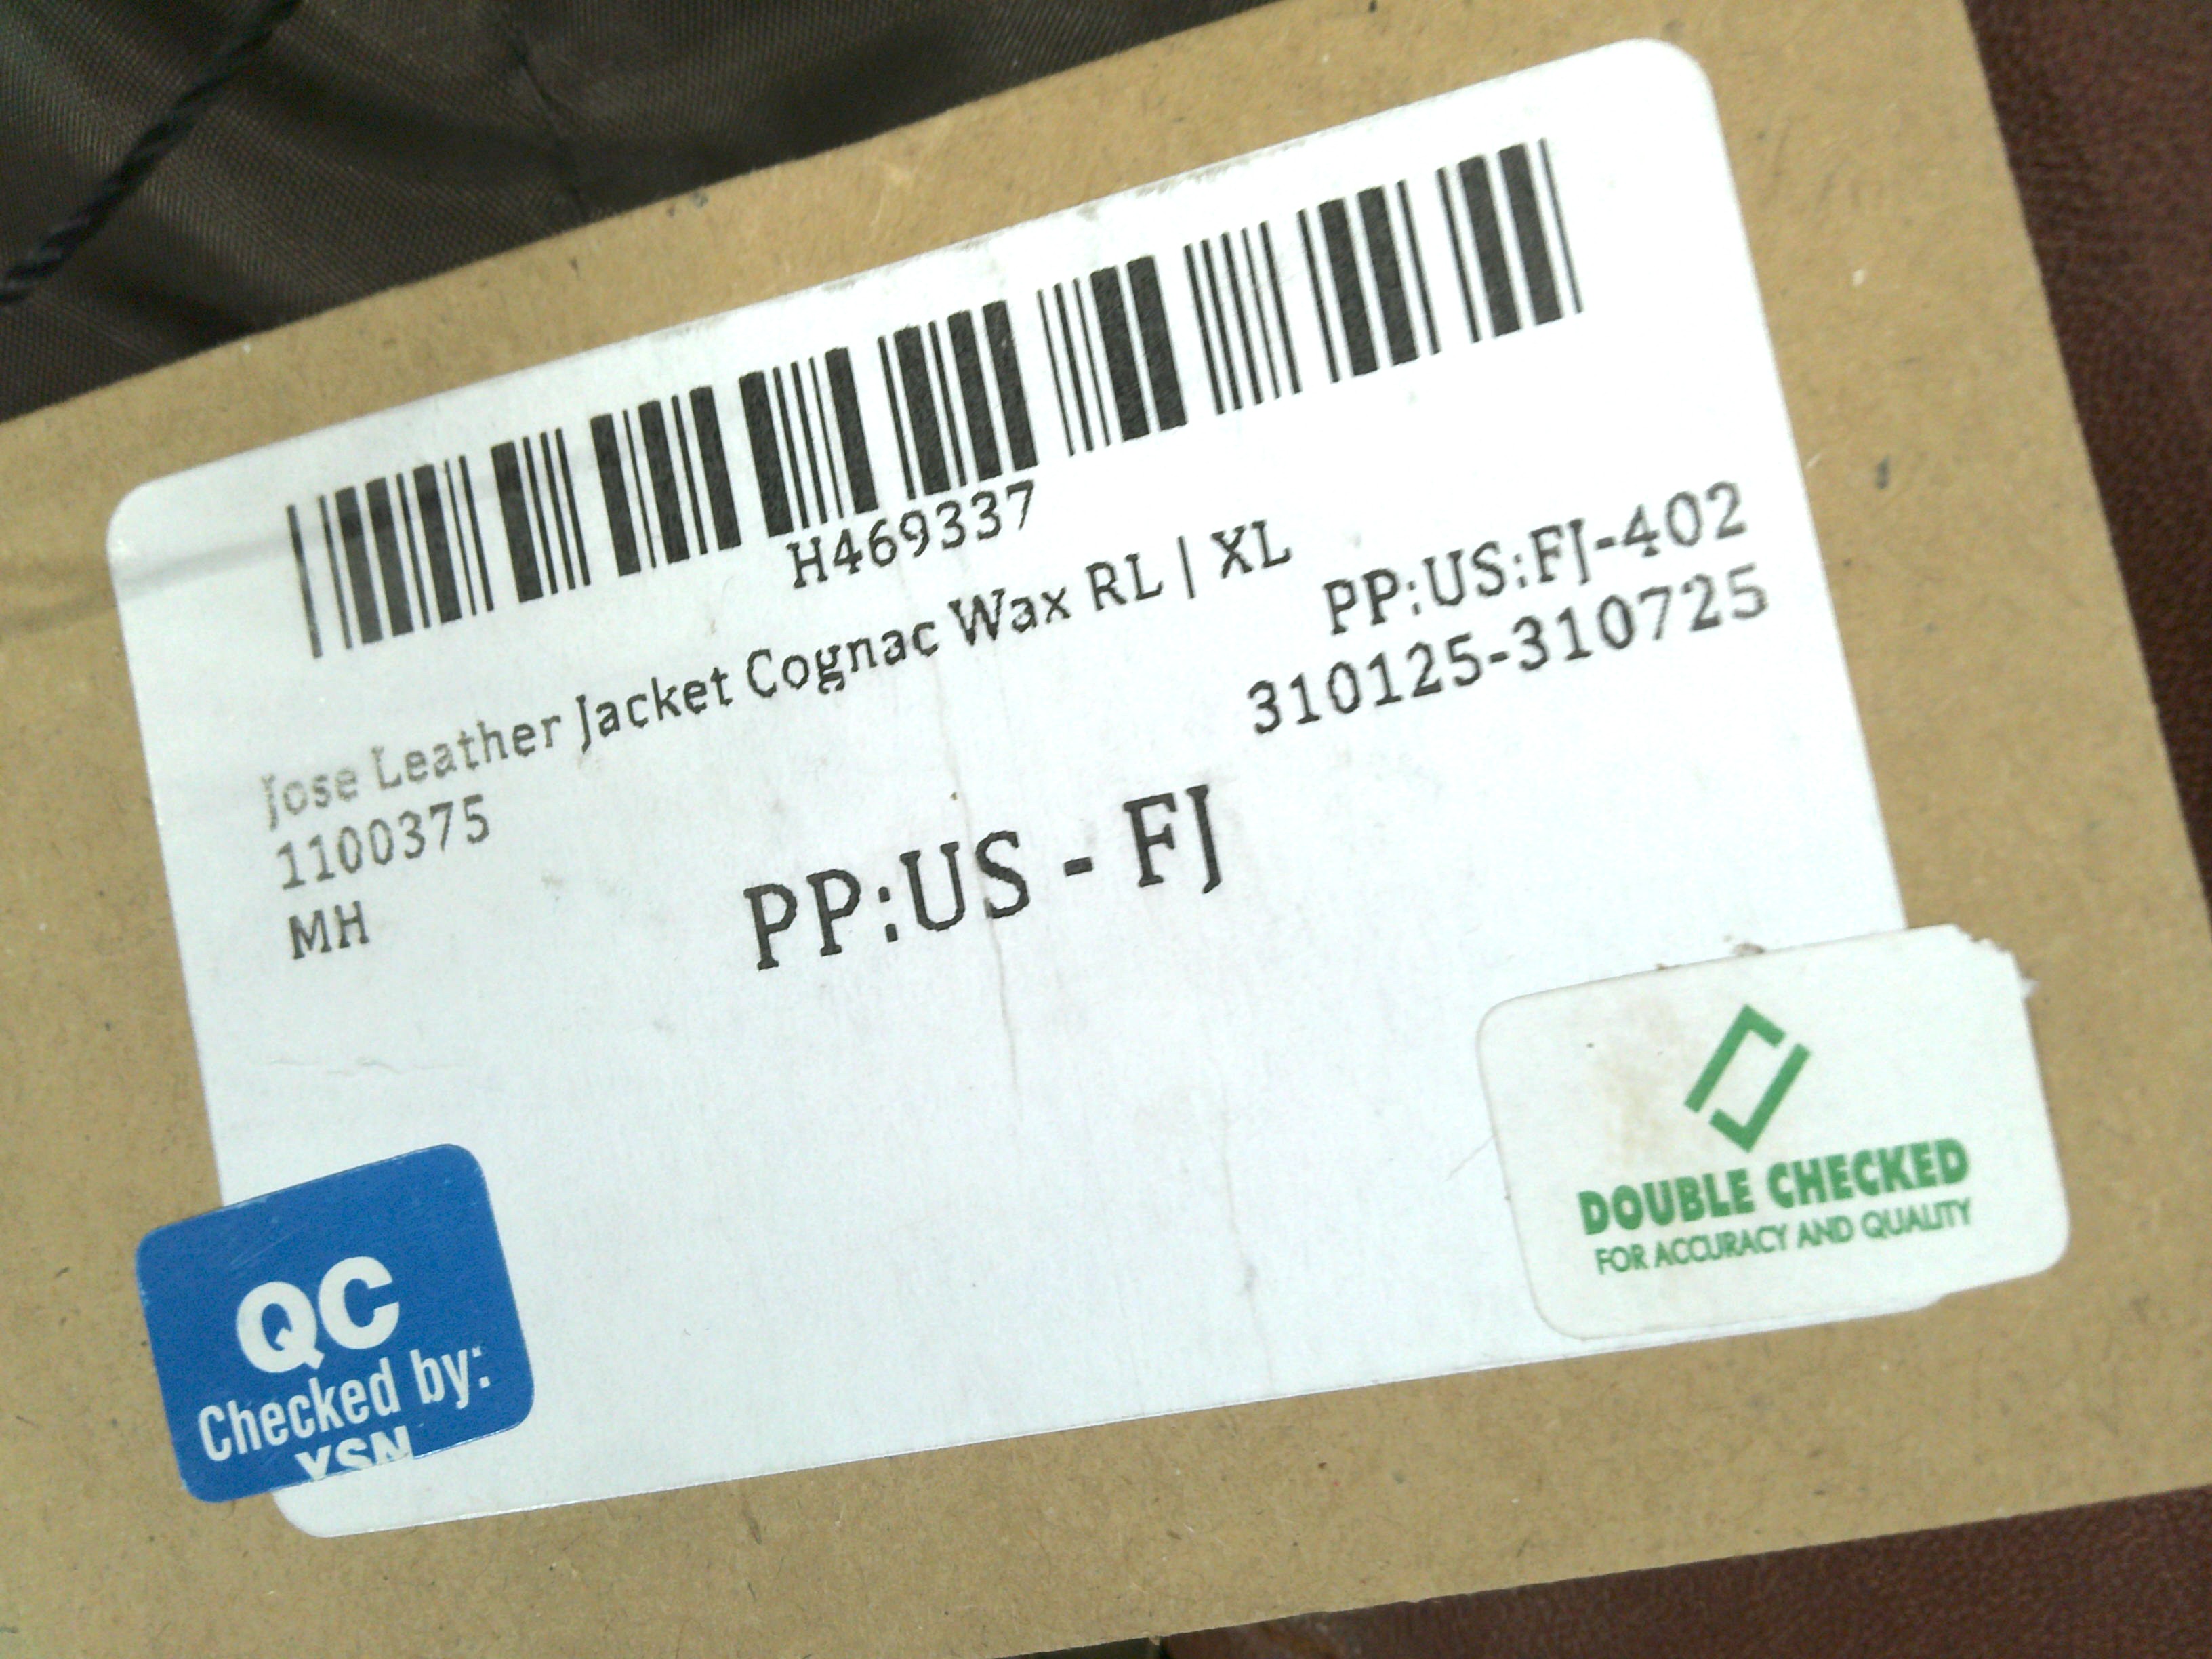 H469337
Jose Leather Jacket Cognac Wax RL | XL
PP:US:FJ-402
1100375
310125-310725
MH
PP:US - FJ
QC
Checked by:
YSN
DOUBLE CHECKED
FOR ACCURACY AND QUALITY